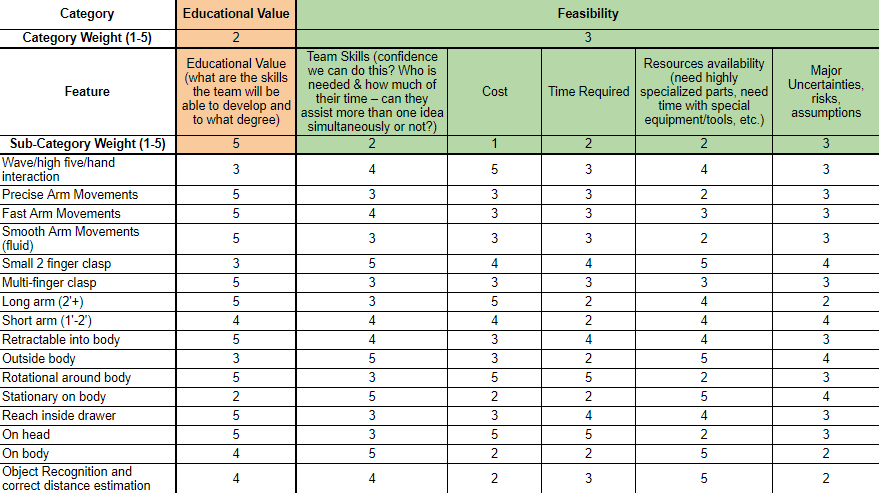 Category Educational Value Feasibility
Category Weight (1-5) 2 3
Feature
Educational Value
(what are the skills
the team will be
able to develop and
to what degree)
Team Skills (confidence
we can do this? Who is
needed & how much of
their time – can they
assist more than one idea
simultaneously or not?)
Cost
Time Required
Resources availability
(need highly
specialized parts, need
time with special
equipment/tools, etc.)
Major
Uncertainties,
risks,
assumptions
Sub-Category Weight (1-5) 5 2 1 2 2 3
Wave/high five/hand
interaction 3 4 5 3 4 3
Precise Arm Movements 5 3 3 3 2 3
Fast Arm Movements 5 4 3 3 3 3
Smooth Arm Movements
(fluid) 5 3 3 3 2 3
Small 2 finger clasp 3 5 4 4 5 4
Multi-finger clasp 5 3 3 3 3 3
Long arm (2'+) 5 3 5 2 4 2
Short arm (1'-2') 4 4 4 2 4 4
Retractable into body 5 4 3 4 4 3
Outside body 3 5 3 2 5 4
Rotational around body 5 3 5 5 2 3
Stationary on body 2 5 2 2 5 4
Reach inside drawer 5 3 3 4 4 3
On head 5 3 5 5 2 3
On body 4 5 2 2 5 2
Object Recognition and
correct distance estimation 4 4 2 3 5 2